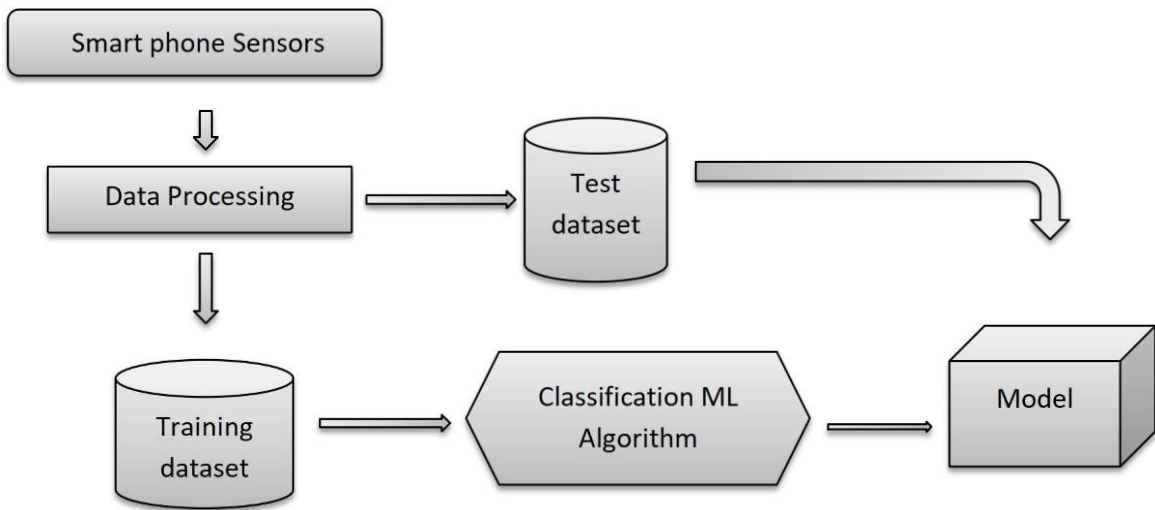 Smart phone Sensors
Data Processing
Test
dataset
Training
dataset
Classification ML
Algorithm
Model